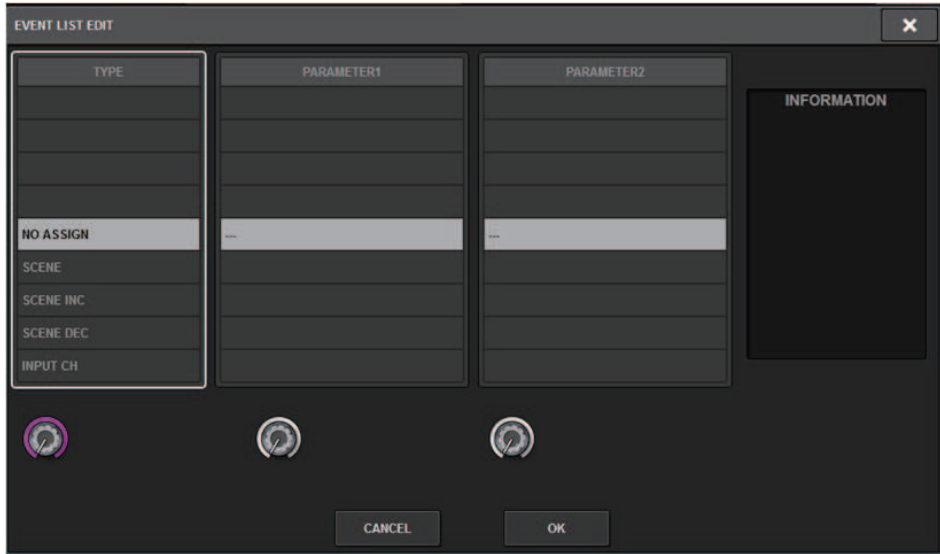 EVENT LIST EDIT
TYPE
PARAMETER1
PARAMETER2
INFORMATION
NO ASSIGN
---
---
SCENE
SCENE INC
SCENE DEC
INPUT CH
CANCEL
OK